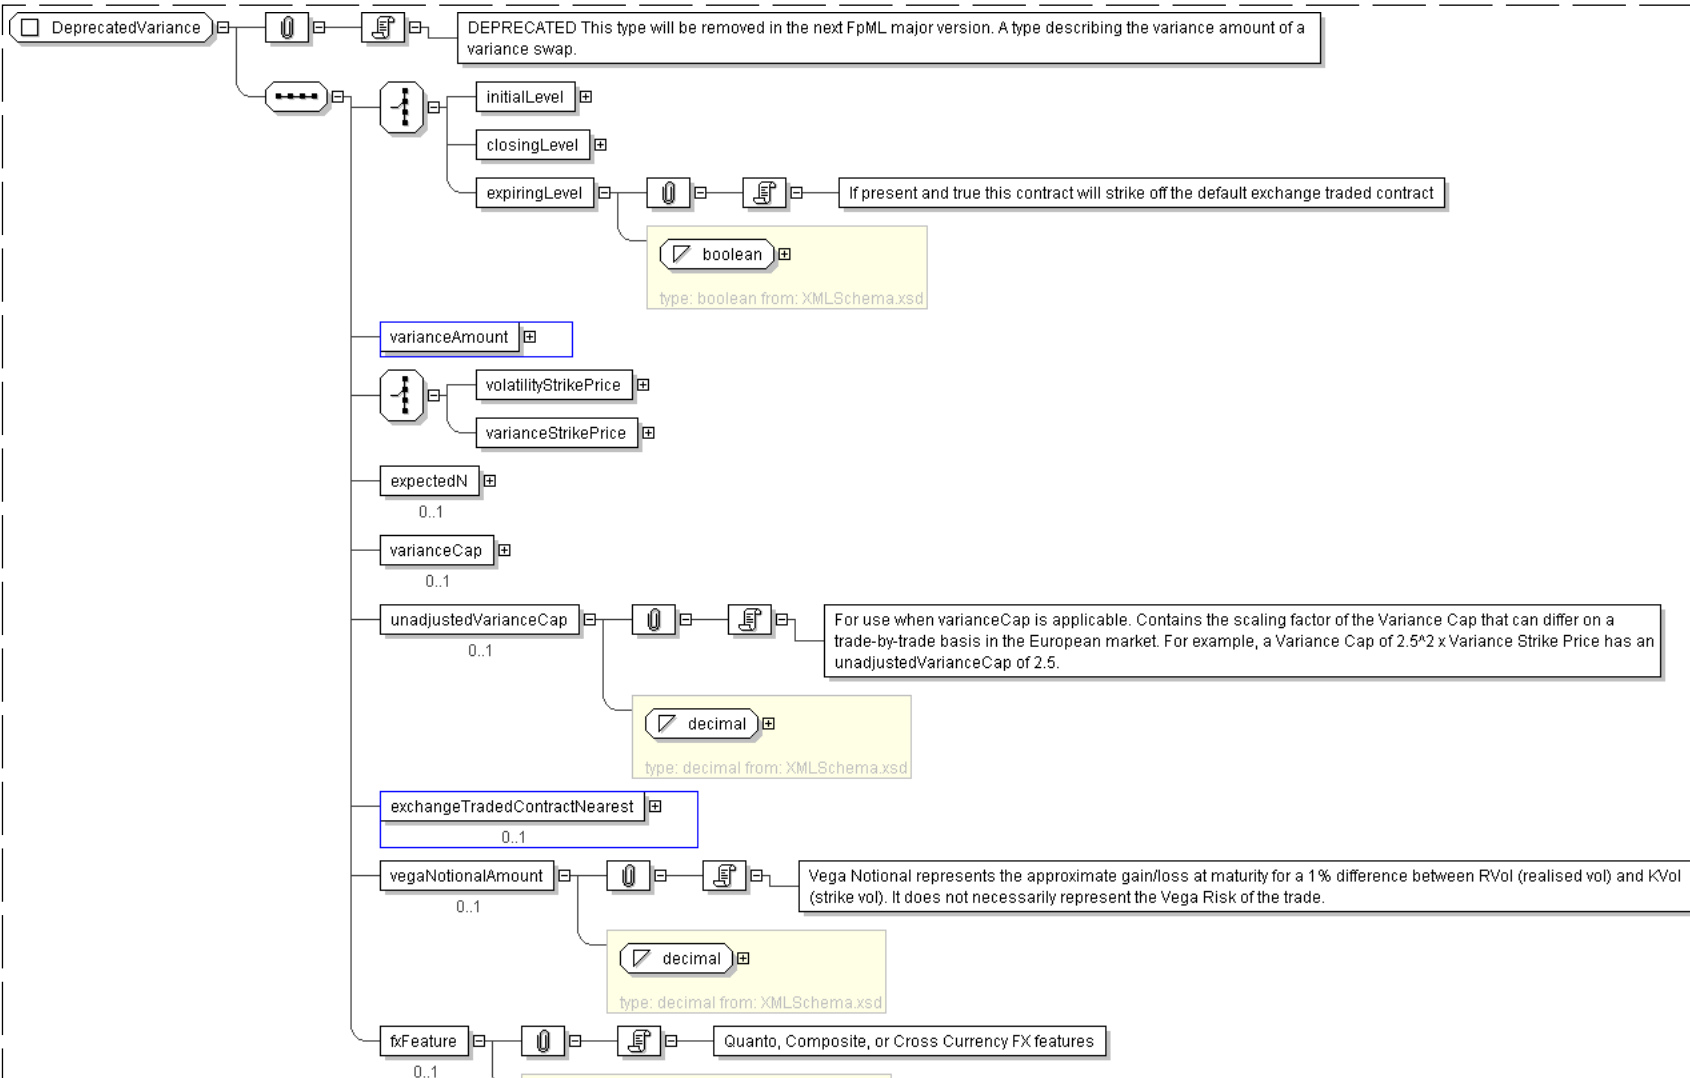 DeprecatedVariance
DEPRECATED This type will be removed in the next FpML major version. A type describing the variance amount of a
variance swap.
initialLevel
closingLevel
expiringLevel
If present and true this contract will strike off the default exchange traded contract
boolean
type: boolean from: XMLSchema.xsd
varianceAmount
volatilityStrikePrice
varianceStrikePrice
expectedN
0..1
varianceCap
0..1
unadjustedVarianceCap
0..1
For use when varianceCap is applicable. Contains the scaling factor of the Variance Cap that can differ on a
trade-by-trade basis in the European market. For example, a Variance Cap of 2.5^2 x Variance Strike Price has an
unadjustedVarianceCap of 2.5.
decimal
type: decimal from: XMLSchema.xsd
exchangeTradedContractNearest
0..1
vegaNotionalAmount
0..1
Vega Notional represents the approximate gain/loss at maturity for a 1% difference between RVol (realised vol) and KVol
(strike vol). It does not necessarily represent the Vega Risk of the trade.
decimal
type: decimal from: XMLSchema.xsd
fxFeature
0..1
Quanto, Composite, or Cross Currency FX features